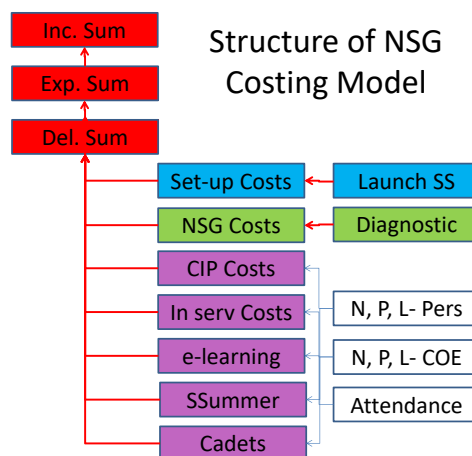 Inc. Sum
Structure of NSG
Costing Model
Exp. Sum
Del. Sum
Set-up Costs
Launch SS
NSG Costs
Diagnostic
CIP Costs
In serv Costs
N, P, L- Pers
e-learning
N, P, L- COE
SSummer
Attendance
Cadets